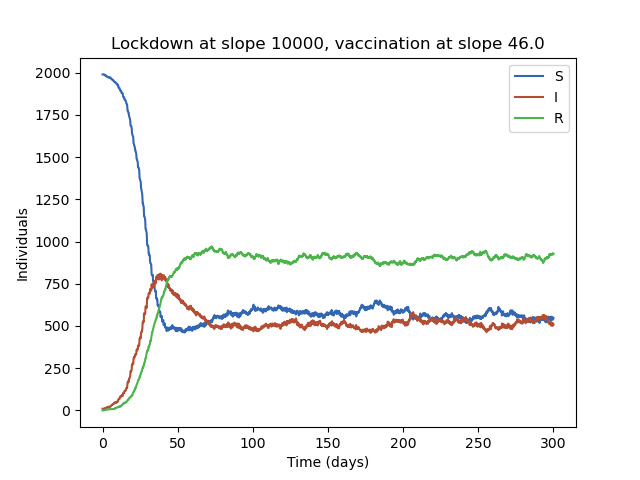 Lockdown at slope 10000, vaccination at slope 46.0
S
I
R
Individuals
2000
1750
1500
1250
1000
750
500
250
0
0 50 100 150 200 250 300
Time (days)